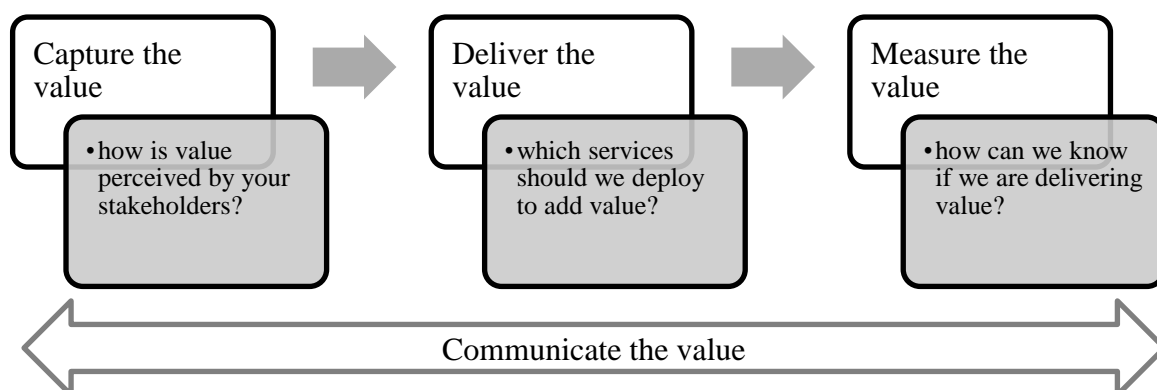 Capture the
value
•how is value
perceived by your
stakeholders?
Deliver the
value
•which services
should we deploy
to add value?
Measure the
value
•how can we know
if we are delivering
value?
Communicate the value